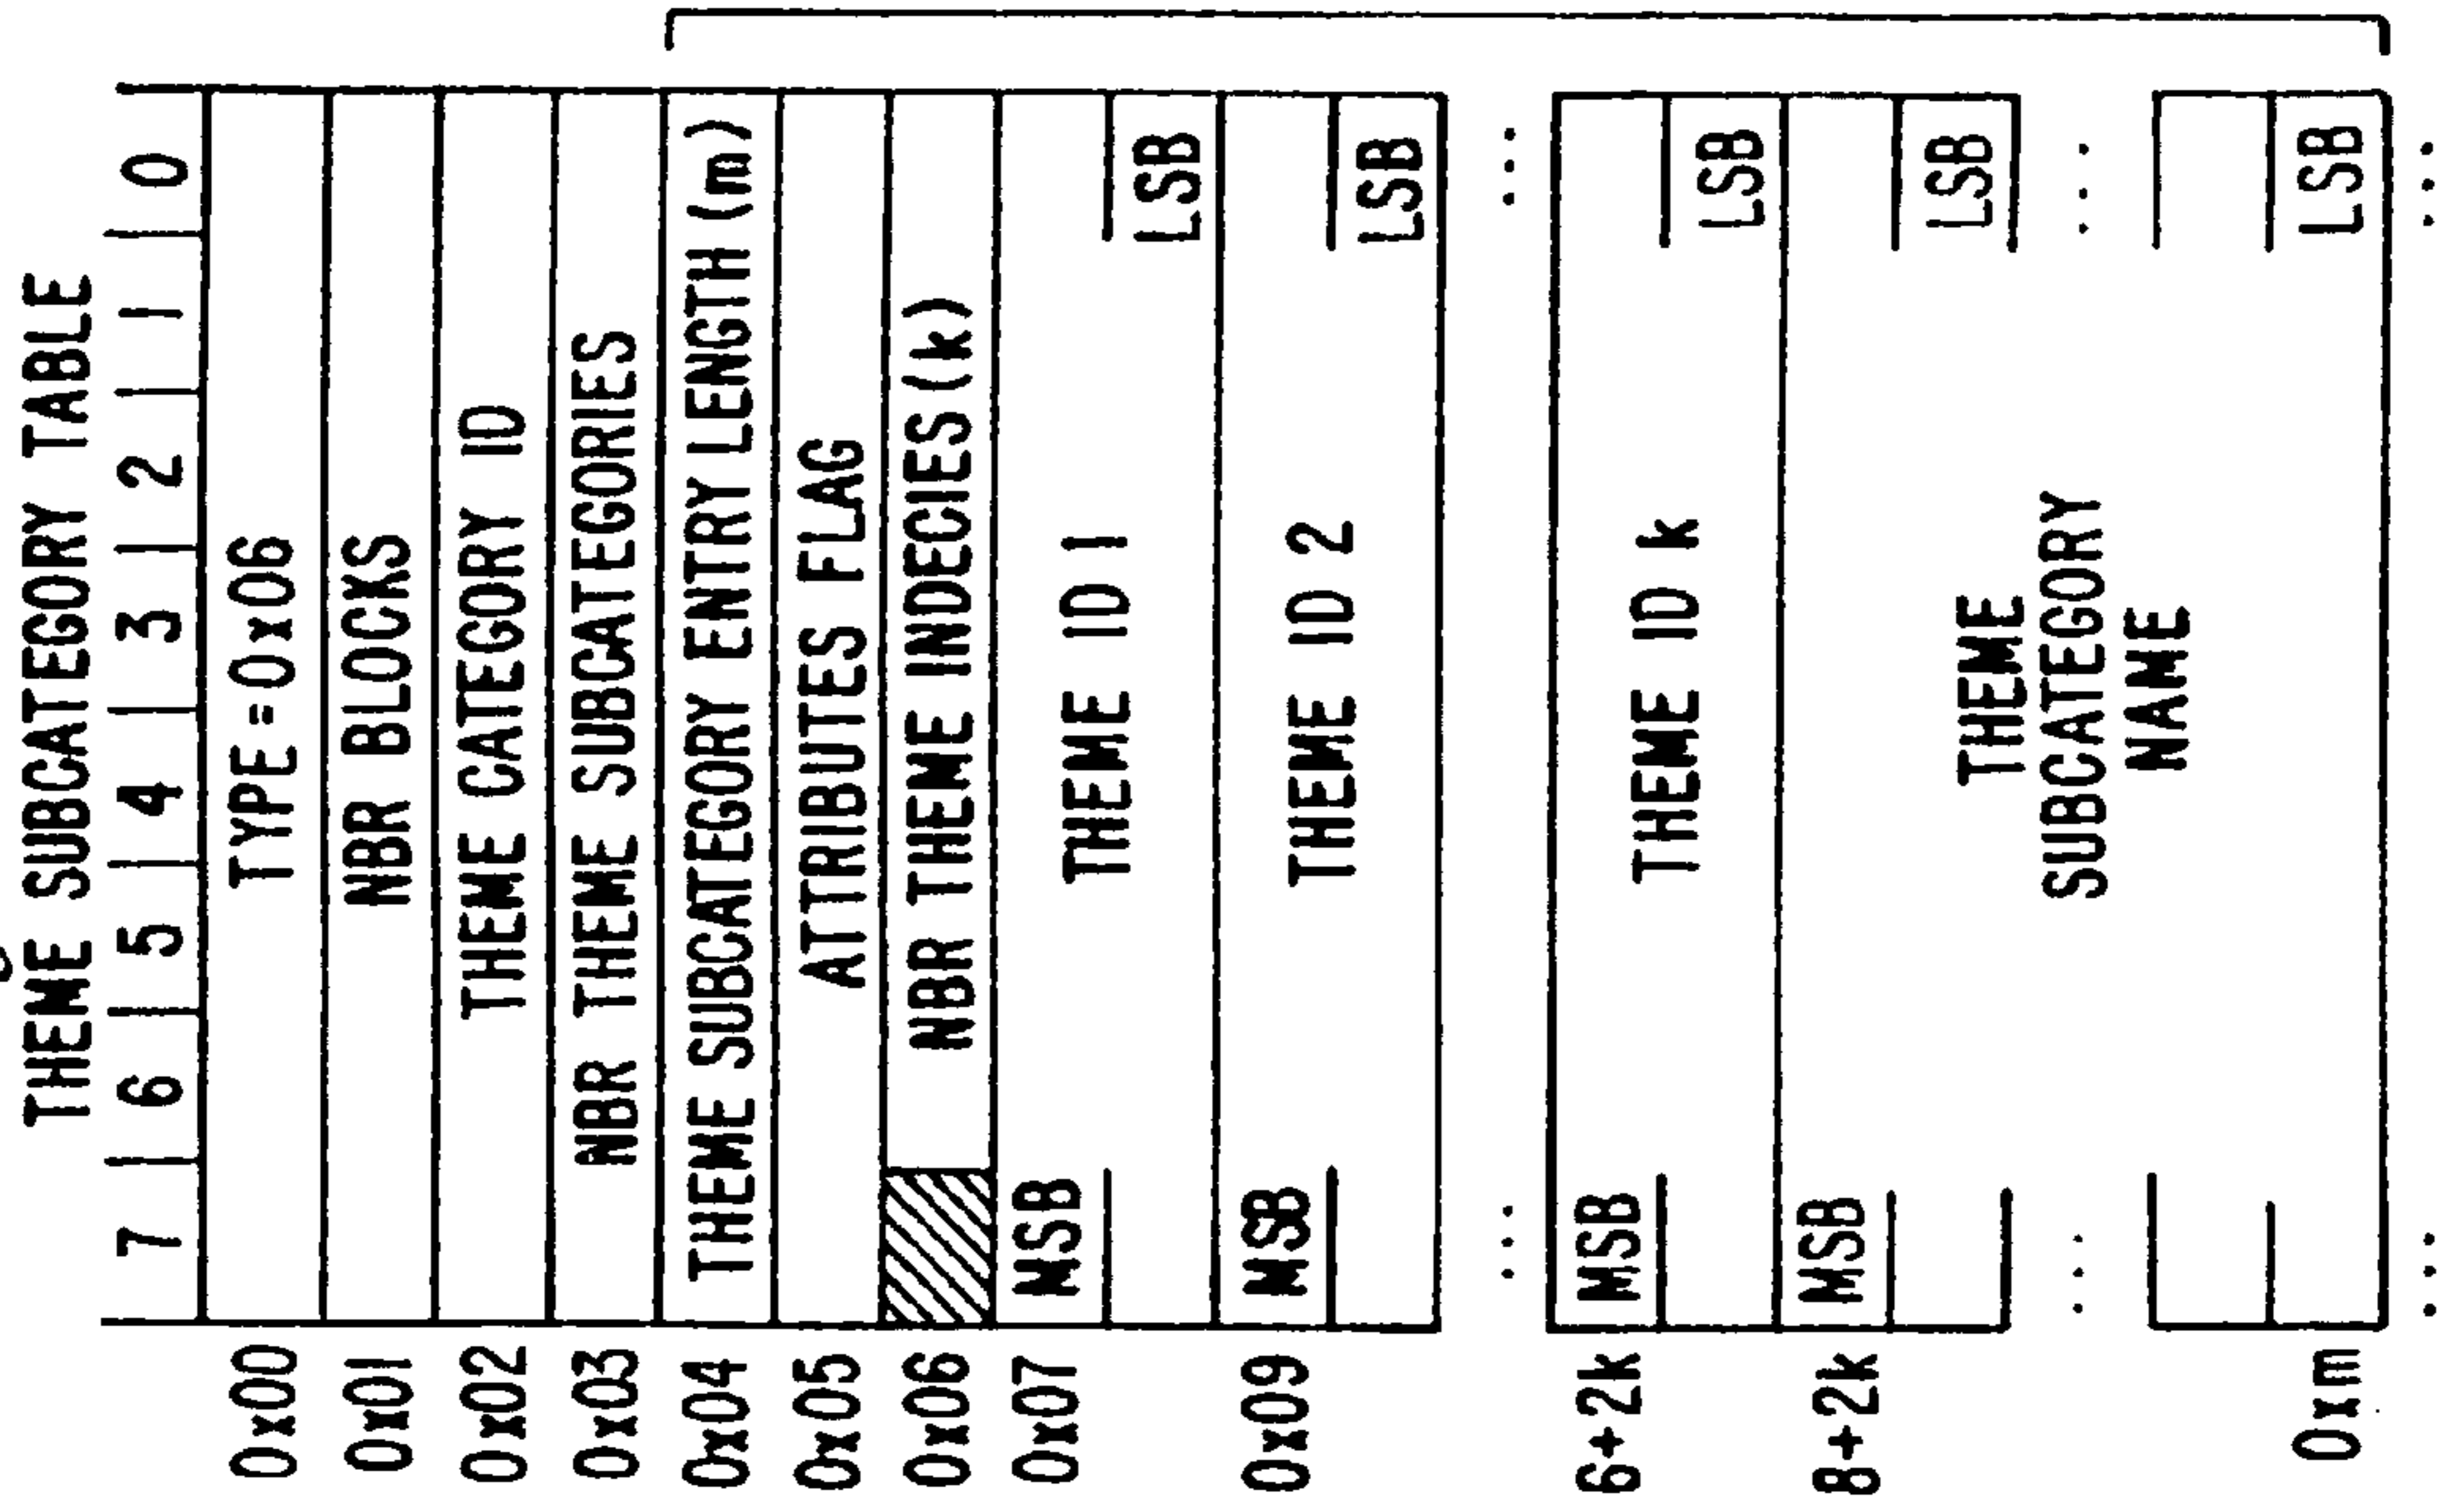 THEME SUBCATEGORY TABLE
7 6 5 4 3 2 1 0
0x00 TYPE = 0x06
0x01 NBR BLOCKS
0x02 THEME CATEGORY ID
0x03 NBR THEME SUBCATEGORIES
0x04 THEME SUBCATEGORY ENTRY LENGTH (m)
0x05 ATTRIBUTES FLAG
0x06 NBR THEME INDECIES (k)
0x07 MSB
THEME ID 1
LSB
0x09 MSB
THEME ID 2
LSB
6+2k MSB
THEME ID k
LSB
8+2k MSB
LSB
THEME
SUBCATEGORY
NAME
0xm LSB